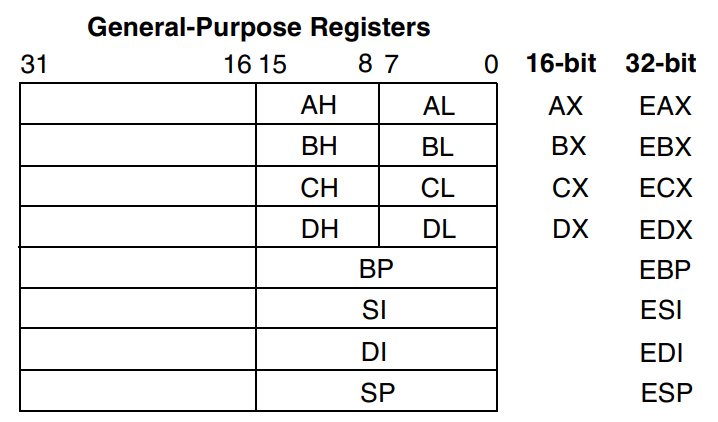 General-Purpose Registers
31 16 15 8 7 0 16-bit 32-bit
AH AL AX EAX
BH BL BX EBX
CH CL CX ECX
DH DL DX EDX
BP EBP
SI ESI
DI EDI
SP ESP